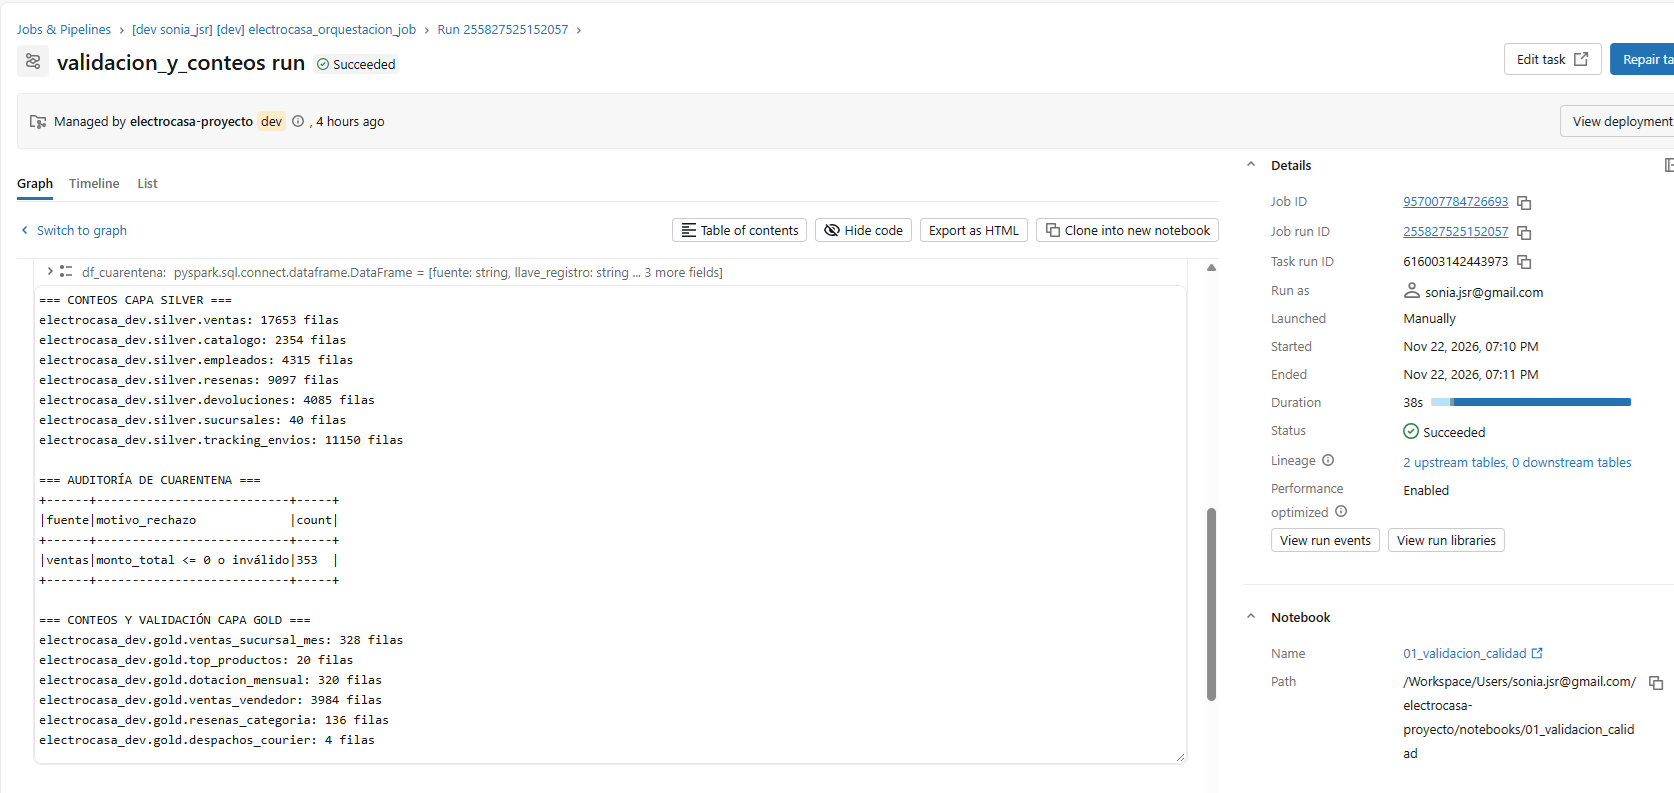 Jobs & Pipelines › [dev sonia_jsr] [dev] electrocasa_orquestacion_job › Run 255827525152057 ›
validacion_y_conteos run Succeeded
Edit task
Repair ta
Managed by electrocasa-proyecto dev , 4 hours ago
View deployment
Graph Timeline List
Switch to graph
Table of contents
Hide code
Export as HTML
Clone into new notebook
df_cuarentena: pyspark.sql.connect.dataframe.DataFrame = [fuente: string, llave_registro: string ... 3 more fields]
=== CONTEOS CAPA SILVER ===
electrocasa_dev.silver.ventas: 17653 filas
electrocasa_dev.silver.catalogo: 2354 filas
electrocasa_dev.silver.empleados: 4315 filas
electrocasa_dev.silver.resenas: 9097 filas
electrocasa_dev.silver.devoluciones: 4085 filas
electrocasa_dev.silver.sucursales: 40 filas
electrocasa_dev.silver.tracking_envios: 11150 filas
=== AUDITORÍA DE CUARENTENA ===
+------+--------------------------+-----+
|fuente|motivo_rechazo            |count|
+------+--------------------------+-----+
|ventas|monto_total <= 0 o inválido|353  |
+------+--------------------------+-----+
=== CONTEOS Y VALIDACIÓN CAPA GOLD ===
electrocasa_dev.gold.ventas_sucursal_mes: 328 filas
electrocasa_dev.gold.top_productos: 20 filas
electrocasa_dev.gold.dotacion_mensual: 320 filas
electrocasa_dev.gold.ventas_vendedor: 3984 filas
electrocasa_dev.gold.resenas_categoria: 136 filas
electrocasa_dev.gold.despachos_courier: 4 filas
Details
Job ID 957007784726693
Job run ID 255827525152057
Task run ID 616003142443973
Run as sonia.jsr@gmail.com
Launched Manually
Started Nov 22, 2026, 07:10 PM
Ended Nov 22, 2026, 07:11 PM
Duration 38s
Status Succeeded
Lineage 2 upstream tables, 0 downstream tables
Performance Enabled
optimized
View run events
View run libraries
Notebook
Name 01_validacion_calidad
Path /Workspace/Users/sonia.jsr@gmail.com/
electrocasa-
proyecto/notebooks/01_validacion_calid
ad